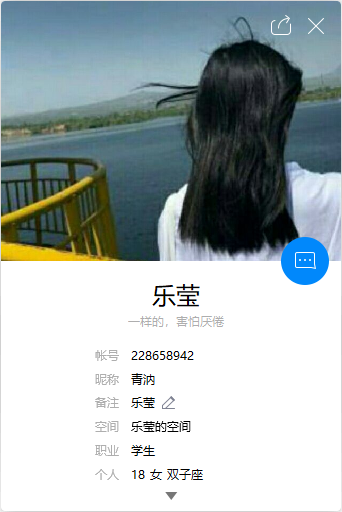 乐莹
一样的，害怕厌倦
帐号 228658942
昵称 青汭
备注 乐莹
空间 乐莹的空间
职业 学生
个人 18 女 双子座